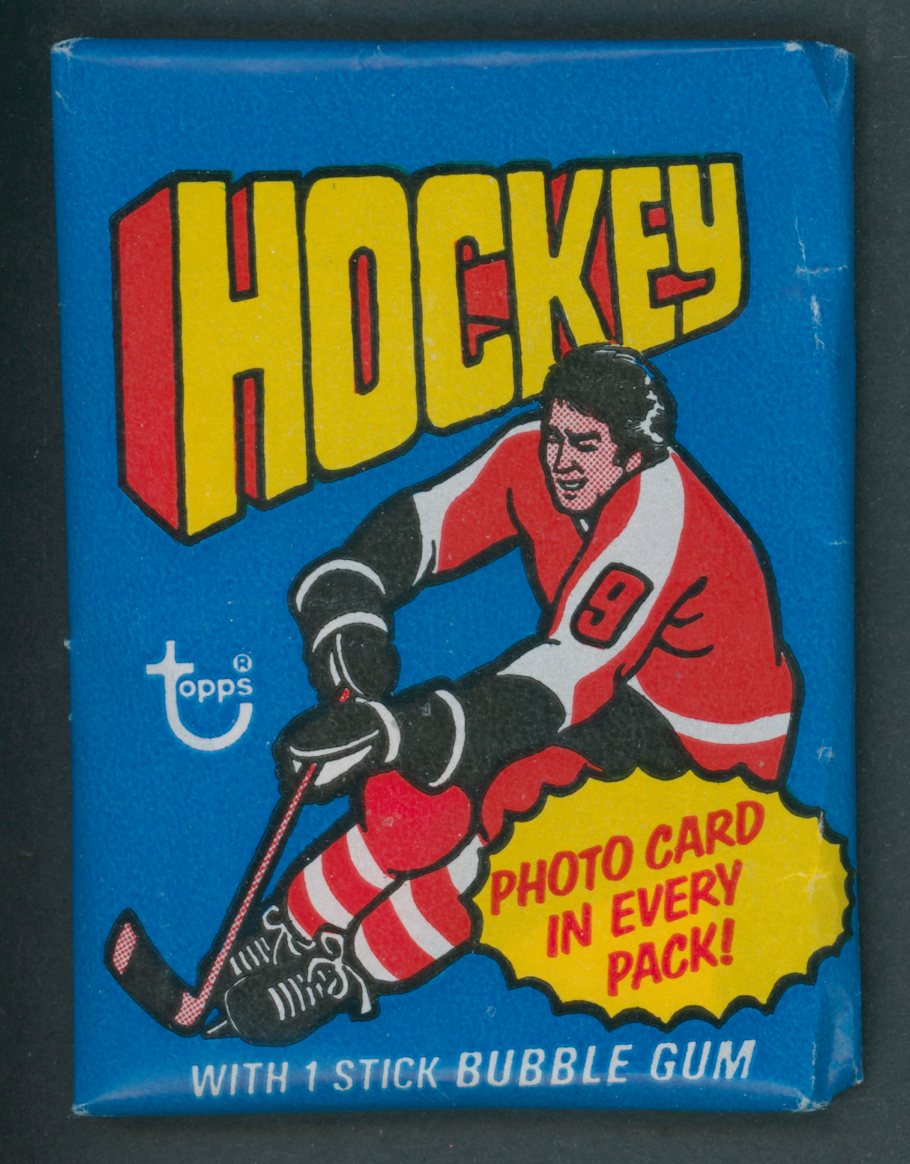 HOCKEY
9
topps®
PHOTO CARD
IN EVERY
PACK!
WITH 1 STICK BUBBLE GUM